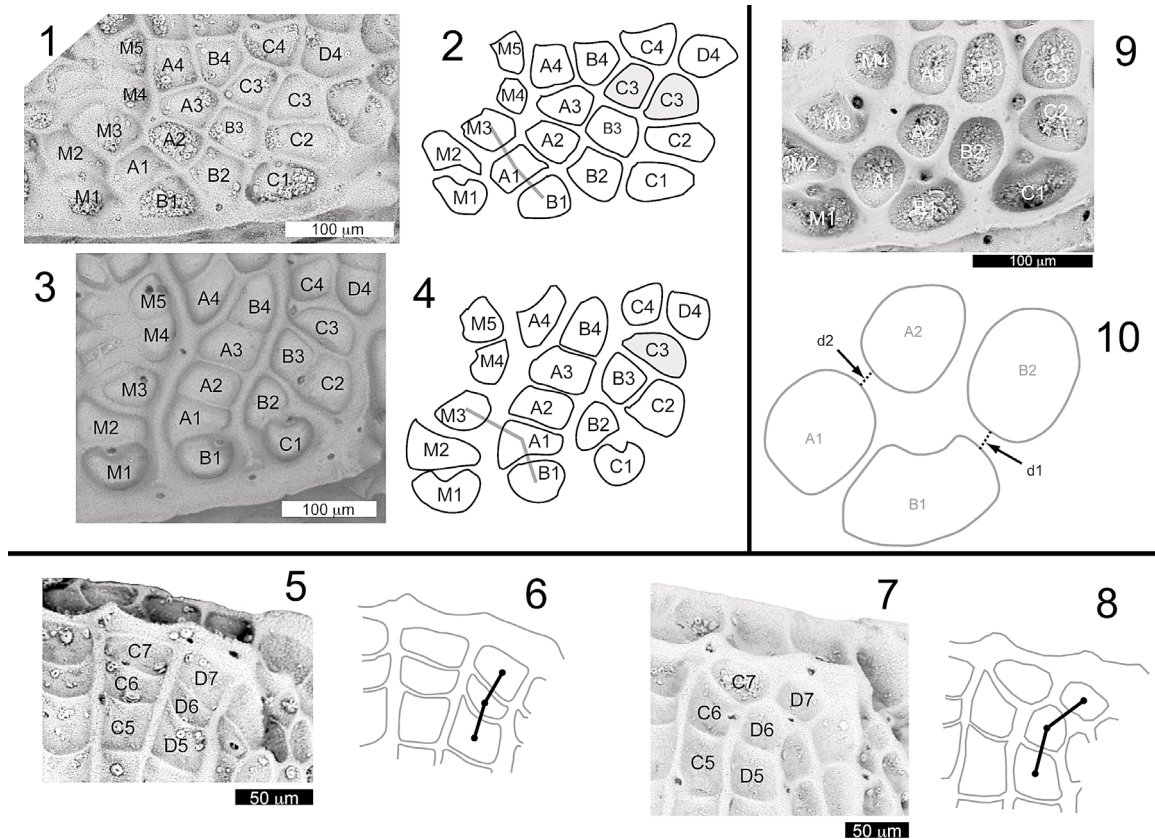 1
M5 B4 C4 D4
A4
M4 A3 C3 C3
M3 A2 B3 C2
M2 A1 B2 C1
M1 B1
100 μm
2
M5 A4 B4 C4 D4
M4 A3 C3 C3
M3 A2 B3 C2
M2 A1 B2 C1
M1 B1
3
M5 A4 B4 C4 D4
M4 A3 B3 C3
M3 A2 B2 C2
M2 A1 C1
M1 B1
100 μm
4
M5 A4 B4 C4 D4
M4 A3 B3 C3
M3 A2 B2 C2
M2 A1 C1
M1 B1
5
C7 D7
C6 D6
C5 D5
50 μm
6
7
C7 D7
C6 D6
C5 D5
50 μm
8
9
M4 A3 B3 C3
M3 A2 C2
M2 A1 B2 C1
M1 B1
100 μm
10
d2 A2
B2
A1
d1
B1